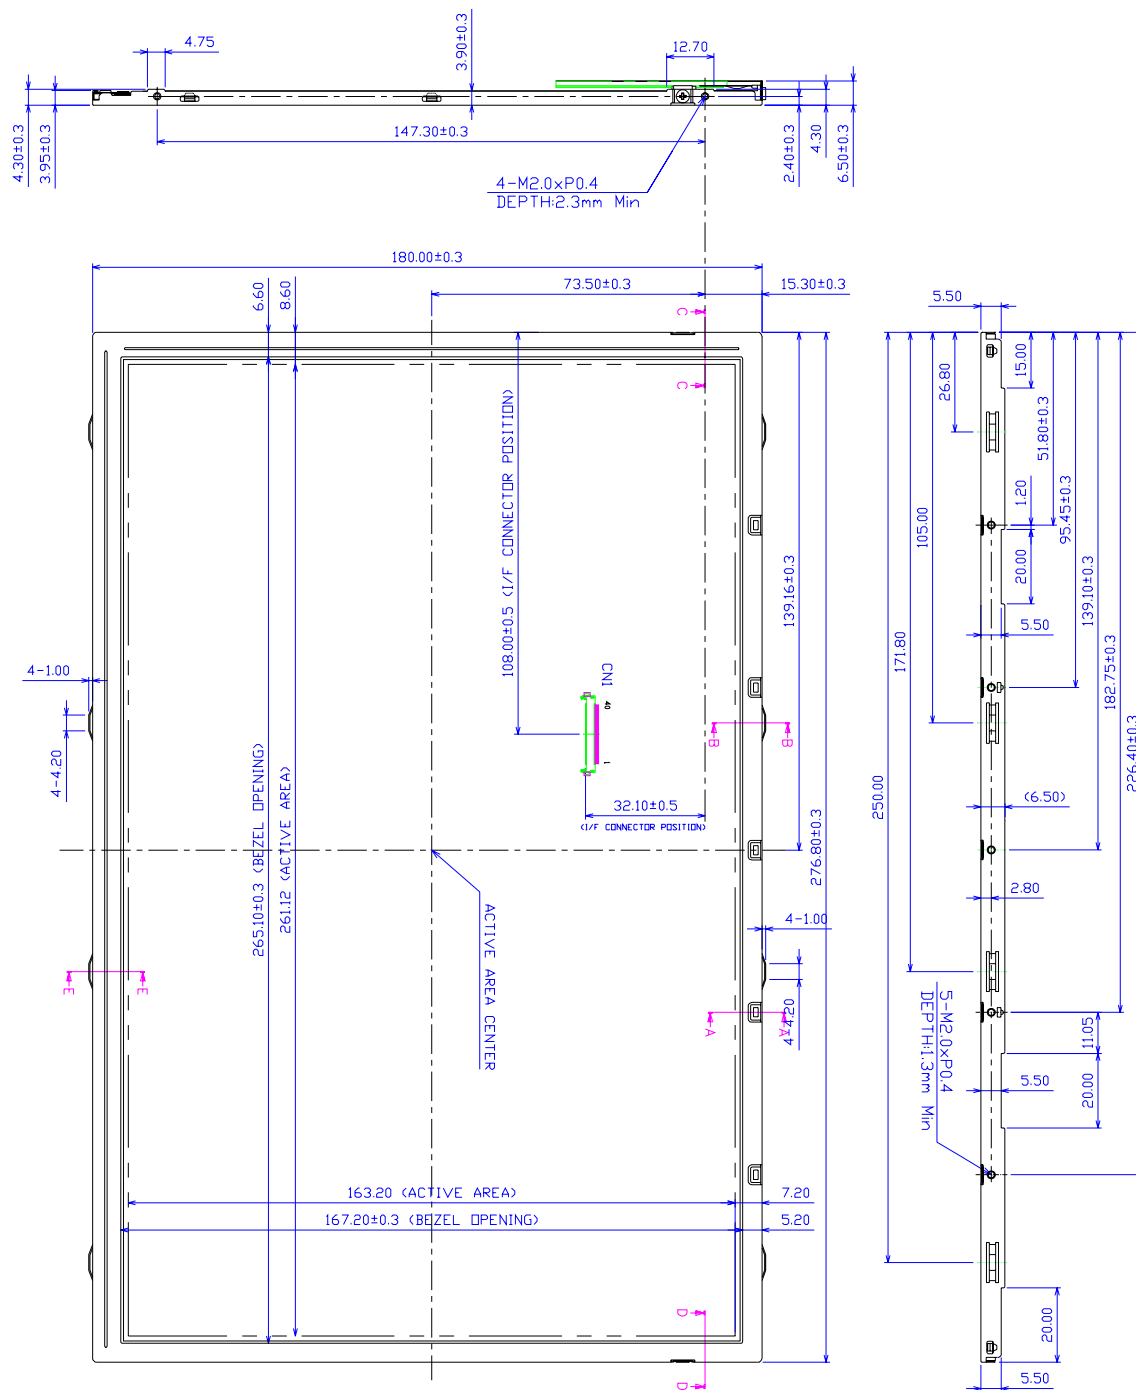 4.75
3.90±0.3
12.70
4.30±0.3
3.95±0.3
147.30±0.3
2.40±0.3
4.30
6.50±0.3
4-M2.0xP0.4
DEPTH:2.3mm Min
180.00±0.3
6.60
8.60
73.50±0.3
15.30±0.3
C
C
5.50
15.00
26.80
51.80±0.3
1.20
95.45±0.3
108.00±0.5 (I/F CONNECTOR POSITION)
139.16±0.3
105.00
20.00
139.10±0.3
5.50
171.80
182.75±0.3
4-1.00
CN1
40
1
B
B
226.40±0.3
4-4.20
265.10±0.3 (BEZEL OPENING)
261.12 (ACTIVE AREA)
32.10±0.5
(I/F CONNECTOR POSITION)
276.80±0.3
250.00
(6.50)
2.80
ACTIVE AREA CENTER
4-1.00
E
E
4-4.20
A
A
5-M2.0xP0.4
DEPTH:1.3mm Min
11.05
5.50
20.00
163.20 (ACTIVE AREA)
7.20
167.20±0.3 (BEZEL OPENING)
5.20
D
D
20.00
5.50